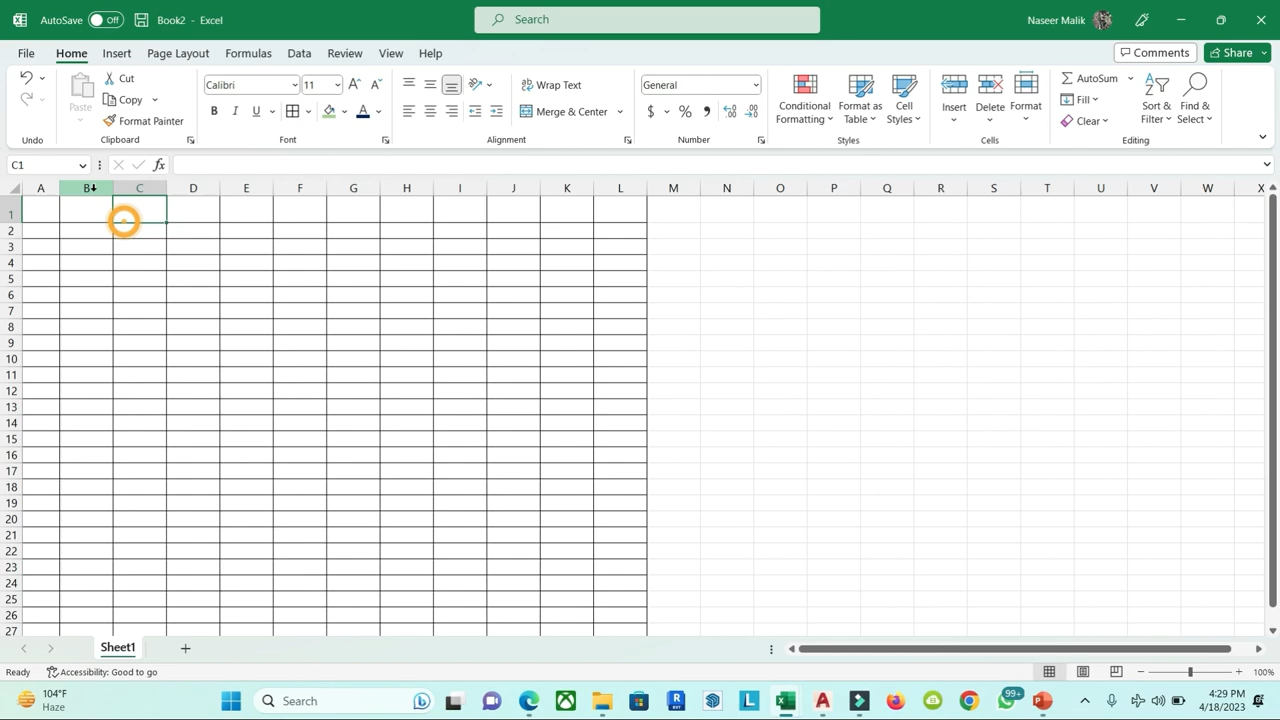 AutoSave Off Book2 - Excel Search Naseer Malik
File Home Insert Page Layout Formulas Data Review View Help Comments Share
Paste Cut Calibri 11 Wrap Text General Conditional Formatting Format as Table Cell Styles Insert Delete Format AutoSum Sort & Filter Find & Select
Copy Fill
Format Painter B I U Merge & Center $ % , Clear
Undo Clipboard Font Alignment Number Styles Cells Editing
C1 fx
A B C D E F G H I J K L M N O P Q R S T U V W X
1
2
3
4
5
6
7
8
9
10
11
12
13
14
15
16
17
18
19
20
21
22
23
24
25
26
27
Sheet1
Ready Accessibility: Good to go 100%
104°F Search 99+ 4:29 PM
Haze 4/18/2023